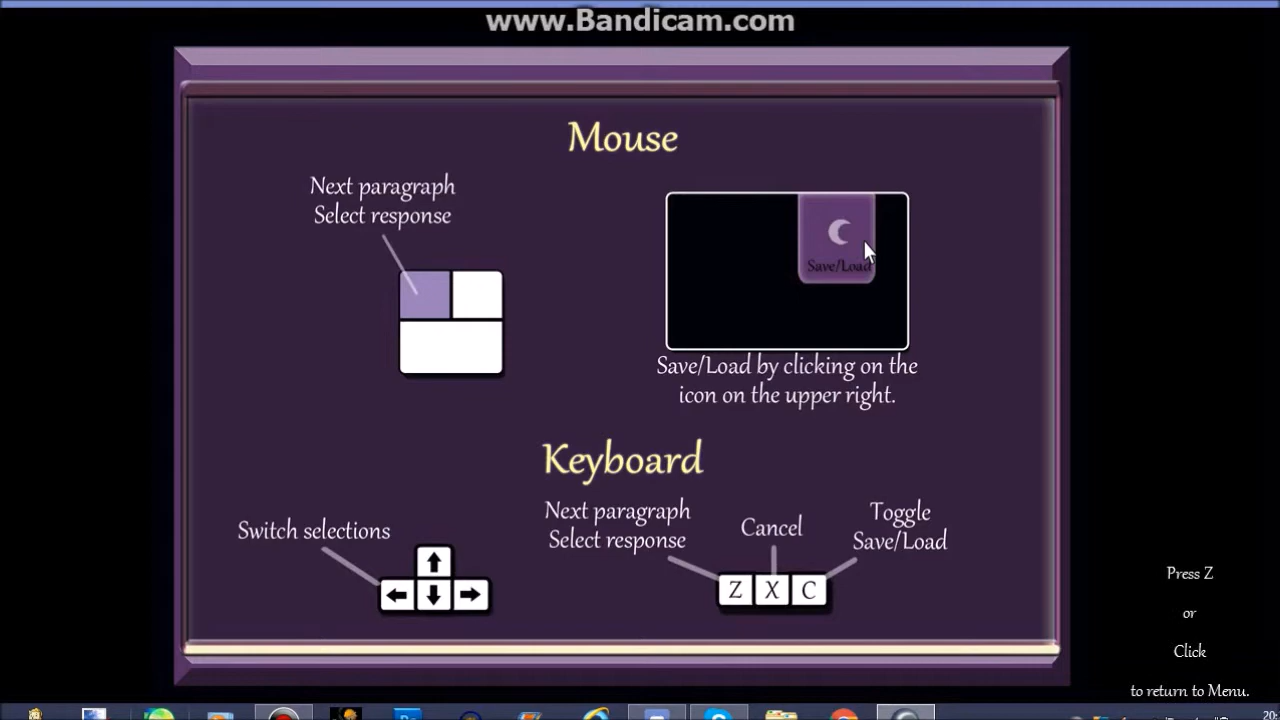 www.Bandicam.com
Mouse
Next paragraph
Select response
Save/Load
Save/Load by clicking on the
icon on the upper right.
Keyboard
Switch selections
Next paragraph
Select response
Cancel
Toggle
Save/Load
Z X C
Press Z
or
Click
to return to Menu.